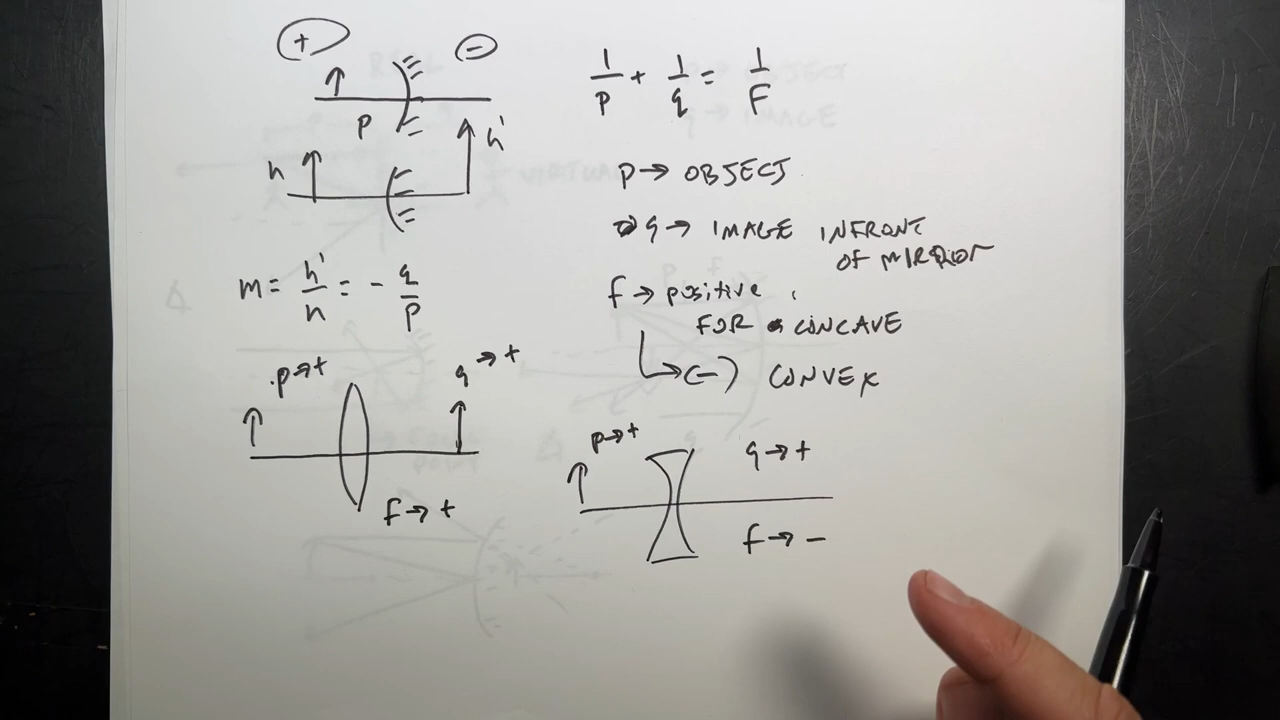 +
-
p
h
h'
m = h'/h = - q/p
p → +
q → +
f → +
1/p + 1/q = 1/F
p → OBJECT
q → IMAGE INFRONT
OF MIRROR
f → positive
FOR CONCAVE
↳ (-) CONVEX
p → +
q → +
f → -